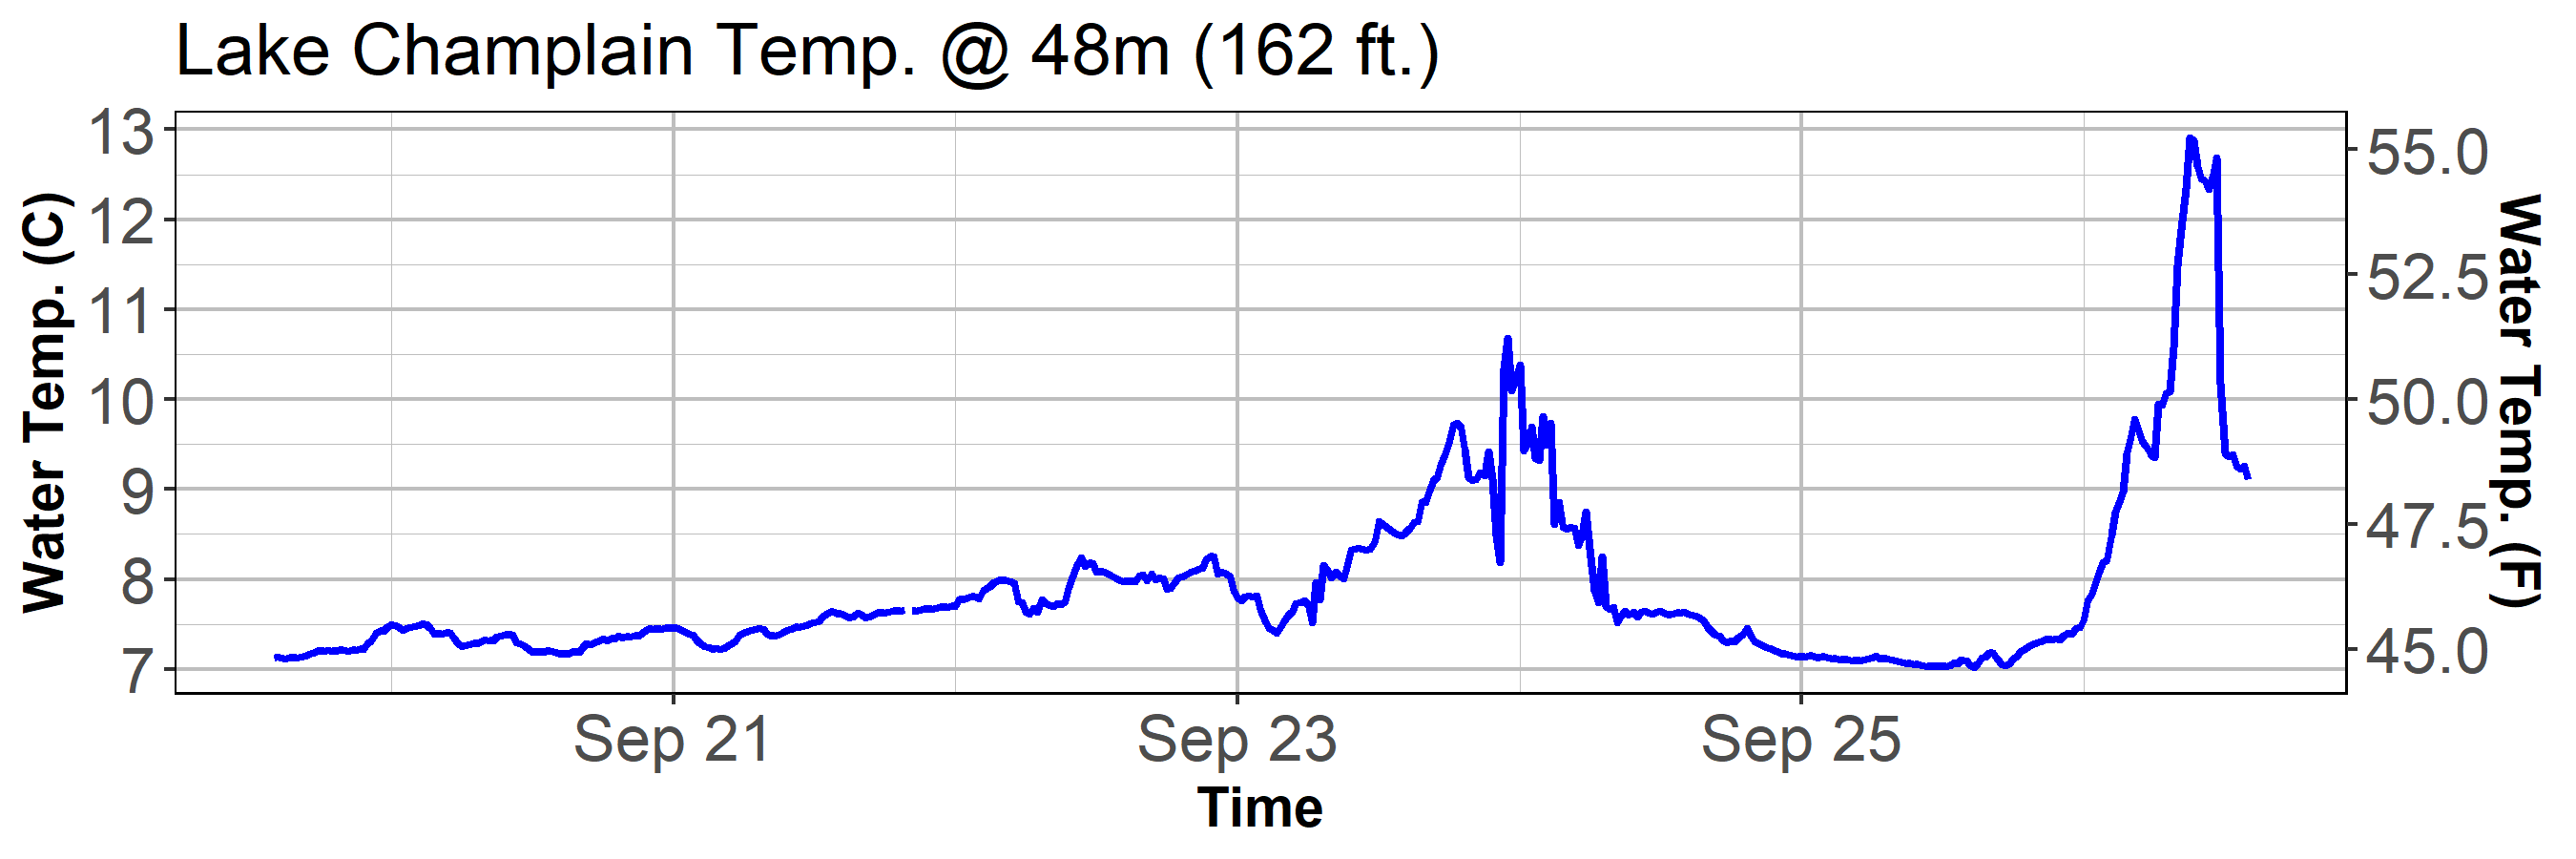 Lake Champlain Temp. @ 48m (162 ft.)
Water Temp. (C)
13
12
11
10
9
8
7
55.0
52.5
50.0
47.5
45.0
Water Temp. (F)
Sep 21
Sep 23
Sep 25
Time